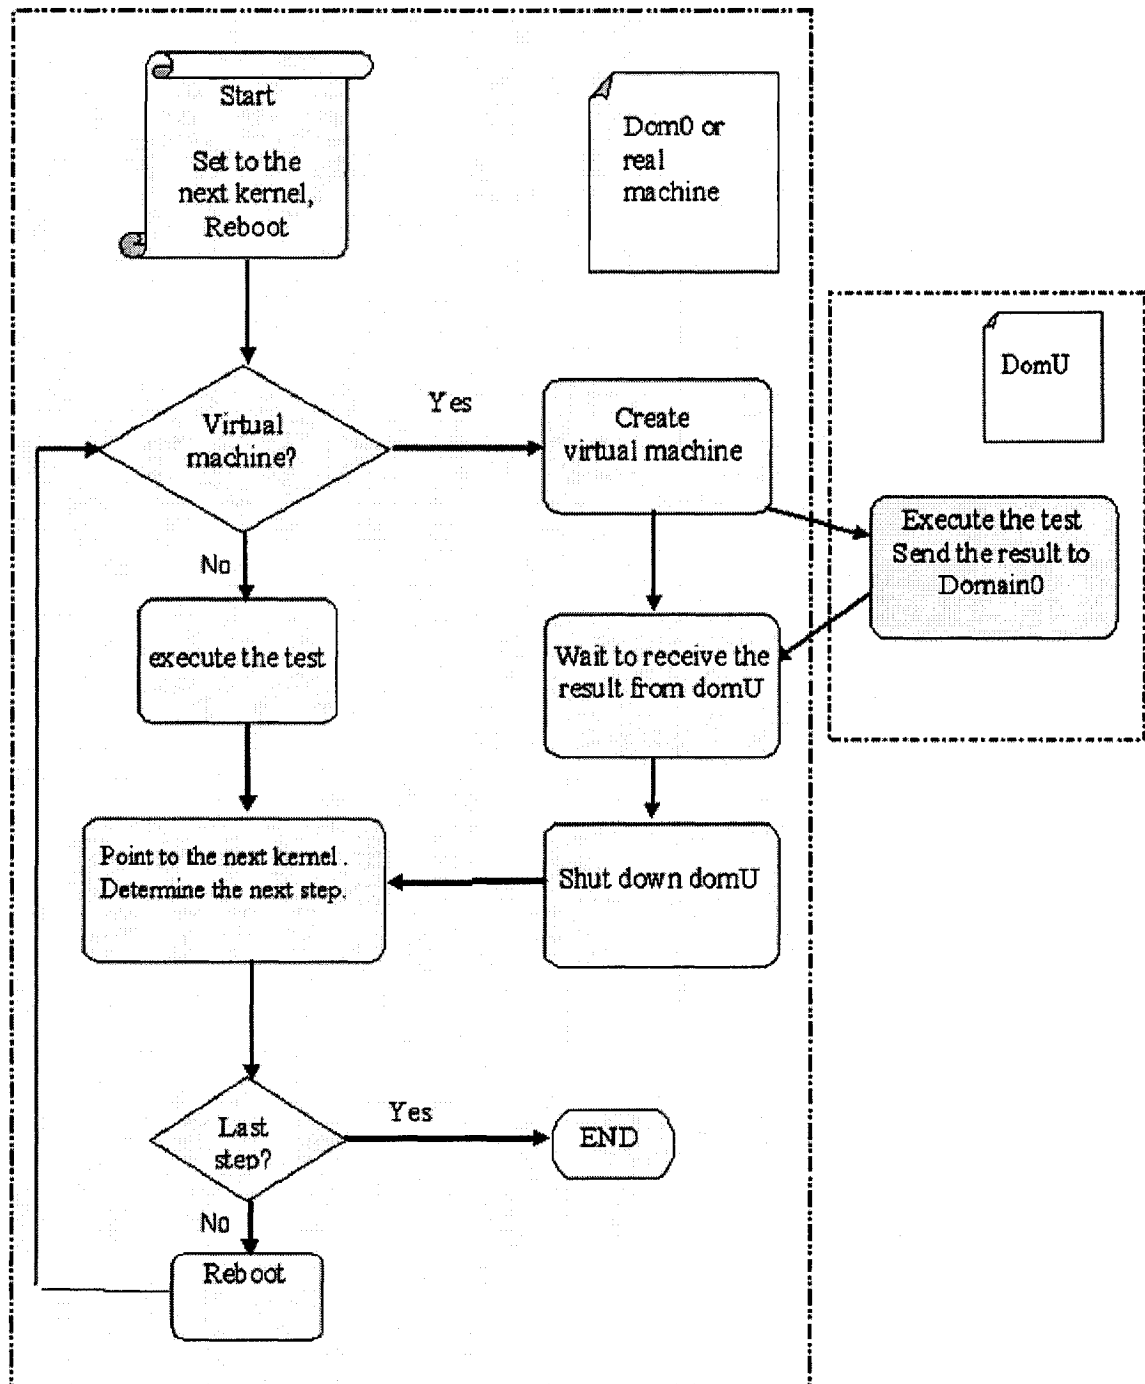 Start
Set to the
next kernel,
Reboot
Dom0 or
real
machine
DomU
Virtual
machine?
Yes
Create
virtual machine
Execute the test
Send the result to
Domain0
No
execute the test
Wait to receive the
result from domU
Point to the next kernel .
Determine the next step.
Shut down domU
Last
step?
Yes
END
No
Reboot